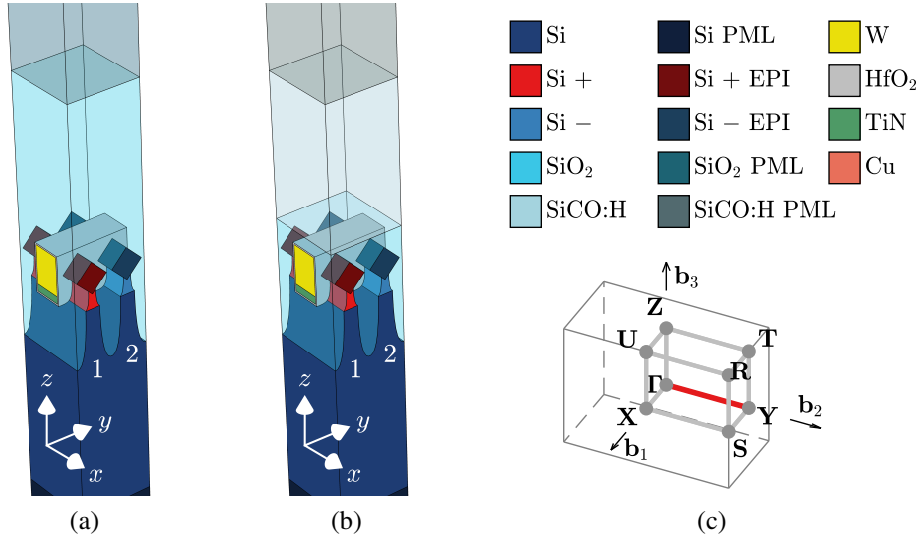 Si
Si PML
W
Si +
Si + EPI
HfO₂
Si −
Si − EPI
TiN
SiO₂
SiO₂ PML
Cu
SiCO:H
SiCO:H PML
1
2
z
y
x
(a)
1
2
z
y
x
(b)
b₃
Z
U
T
R
Γ
X
Y
b₂
S
b₁
(c)